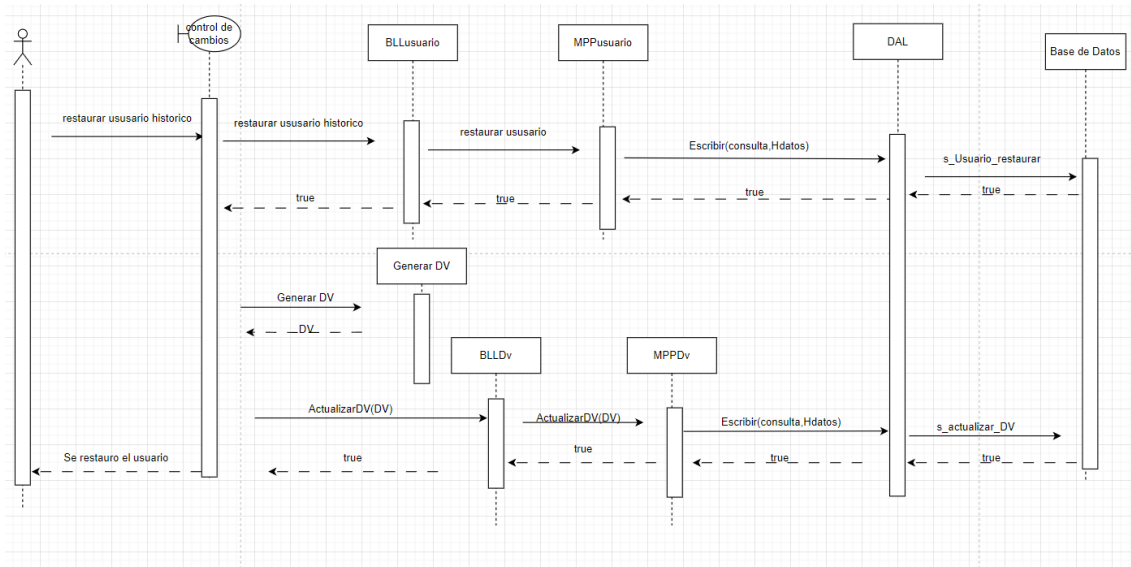 control de
cambios
BLLusuario
MPPusuario
DAL
Base de Datos
restaurar ususario historico
restaurar ususario historico
restaurar ususario
Escribir(consulta,Hdatos)
s_Usuario_restaurar
true
true
true
true
Generar DV
Generar DV
DV
BLLDv
MPPDv
ActualizarDV(DV)
ActualizarDV(DV)
Escribir(consulta,Hdatos)
s_actualizar_DV
Se restauro el usuario
true
true
true
true